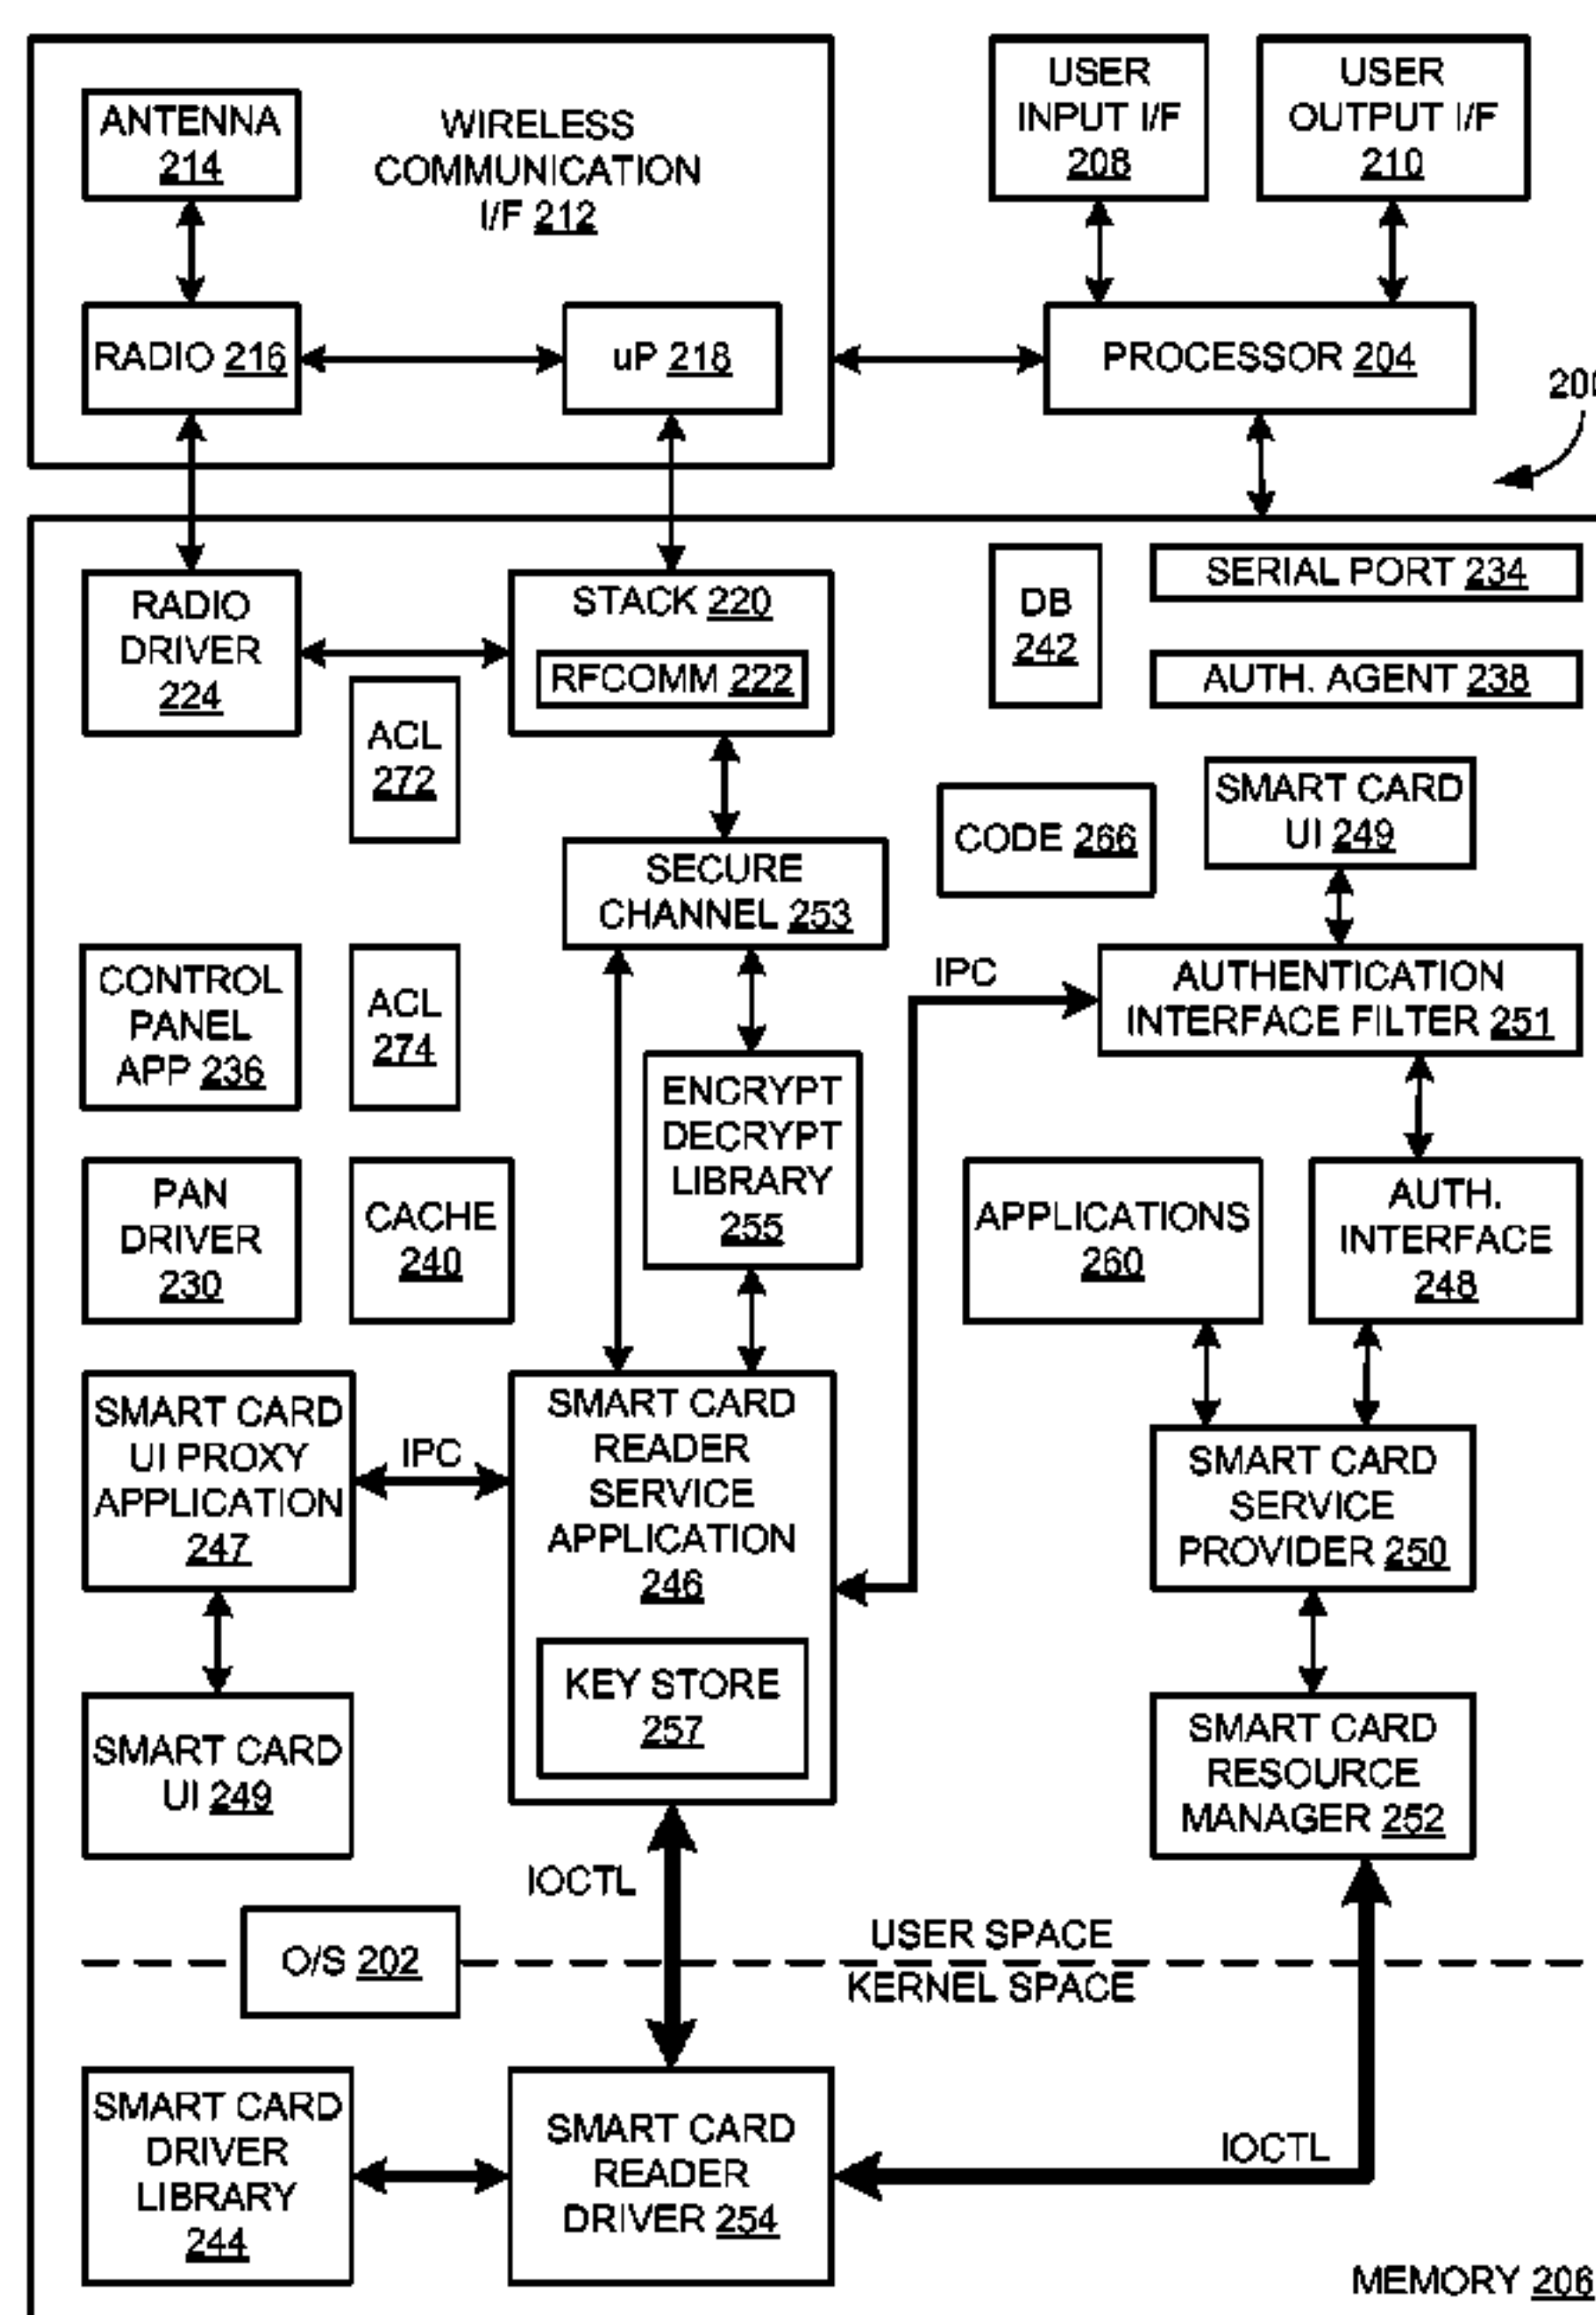 ANTENNA
214
WIRELESS
COMMUNICATION
I/F 212
USER
INPUT I/F
208
USER
OUTPUT I/F
210
RADIO 216
uP 218
PROCESSOR 204
RADIO
DRIVER
224
STACK 220
RFCOMM 222
DB
242
SERIAL PORT 234
AUTH. AGENT 238
ACL
272
SECURE
CHANNEL 253
CODE 266
SMART CARD
UI 249
CONTROL
PANEL
APP 236
ACL
274
IPC
AUTHENTICATION
INTERFACE FILTER 251
ENCRYPT
DECRYPT
LIBRARY
255
PAN
DRIVER
230
CACHE
240
APPLICATIONS
260
AUTH.
INTERFACE
248
SMART CARD
UI PROXY
APPLICATION
247
IPC
SMART CARD
READER
SERVICE
APPLICATION
246
KEY STORE
257
SMART CARD
SERVICE
PROVIDER 250
SMART CARD
UI 249
SMART CARD
RESOURCE
MANAGER 252
IOCTL
O/S 202
USER SPACE
KERNEL SPACE
SMART CARD
DRIVER
LIBRARY
244
SMART CARD
READER
DRIVER 254
IOCTL
MEMORY 206